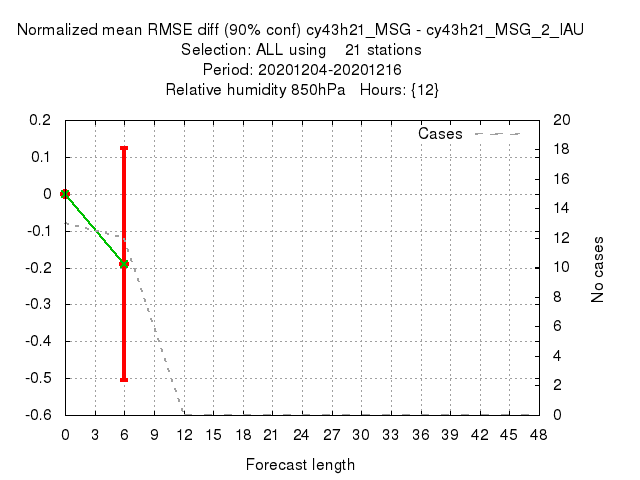 Normalized mean RMSE diff (90% conf) cy43h21_MSG - cy43h21_MSG_2_IAU
Selection: ALL using 21 stations
Period: 20201204-20201216
Relative humidity 850hPa Hours: {12}
Cases
0.2
0.1
0
-0.1
-0.2
-0.3
-0.4
-0.5
-0.6
20
18
16
14
12
10
8
6
4
2
0
No cases
0 3 6 9 12 15 18 21 24 27 30 33 36 39 42 45 48
Forecast length